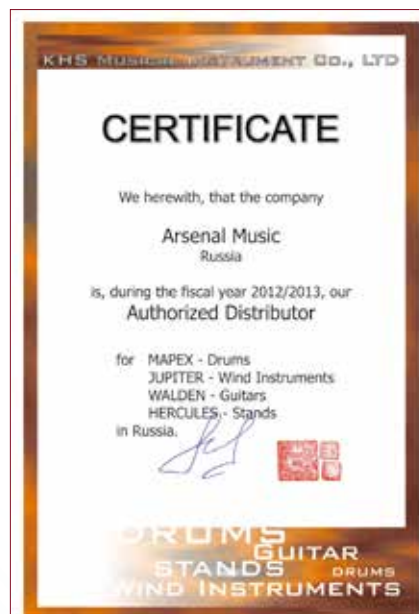 KHS MUSICAL INSTRUMENT CO., LTD
CERTIFICATE
We herewith, that the company
Arsenal Music
Russia
is, during the fiscal year 2012/2013, our
Authorized Distributor
for MAPEX - Drums
JUPITER - Wind Instruments
WALDEN - Guitars
HERCULES - Stands
in Russia.
DRUMS
GUITAR
STANDS DRUMS
WIND INSTRUMENTS